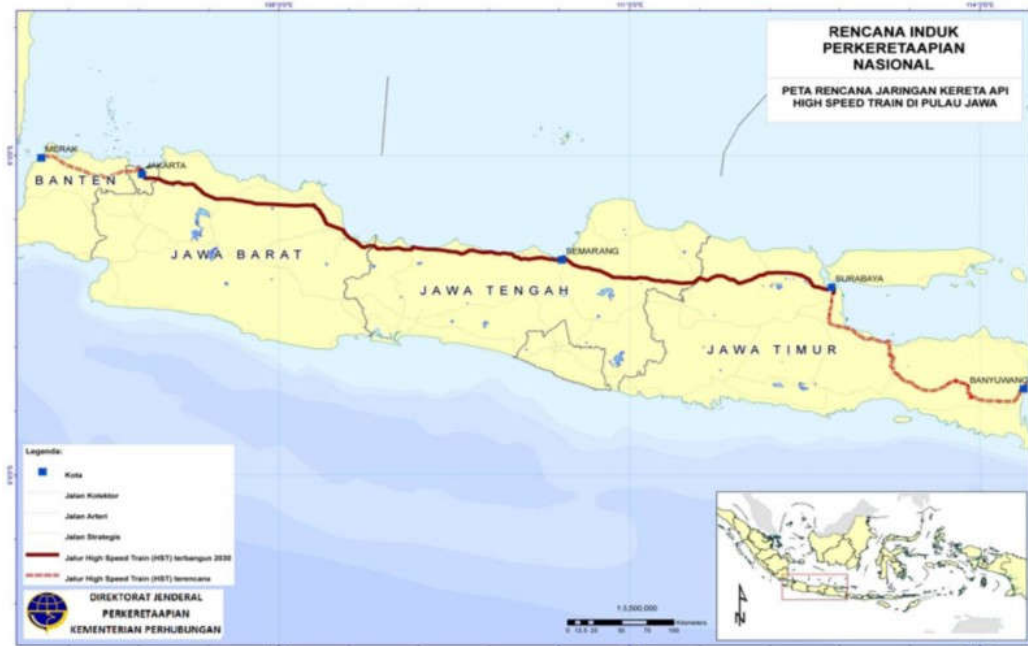 RENCANA INDUK
PERKERETAAPIAN
NASIONAL
PETA RENCANA JARINGAN KERETA API
HIGH SPEED TRAIN DI PULAU JAWA
MERAK
JAKARTA
BANTEN
JAWA BARAT
SEMARANG
JAWA TENGAH
SURABAYA
JAWA TIMUR
BANYUWANG
Legenda:
Kota
Jalan Kolektor
Jalan Arteri
Jalan Strategis
Jalur High Speed Train (HST) terbangun 2030
Jalur High Speed Train (HST) terencana
DIREKTORAT JENDERAL
PERKERETAAPIAN
KEMENTERIAN PERHUBUNGAN
1:3,500,000
Kilometers